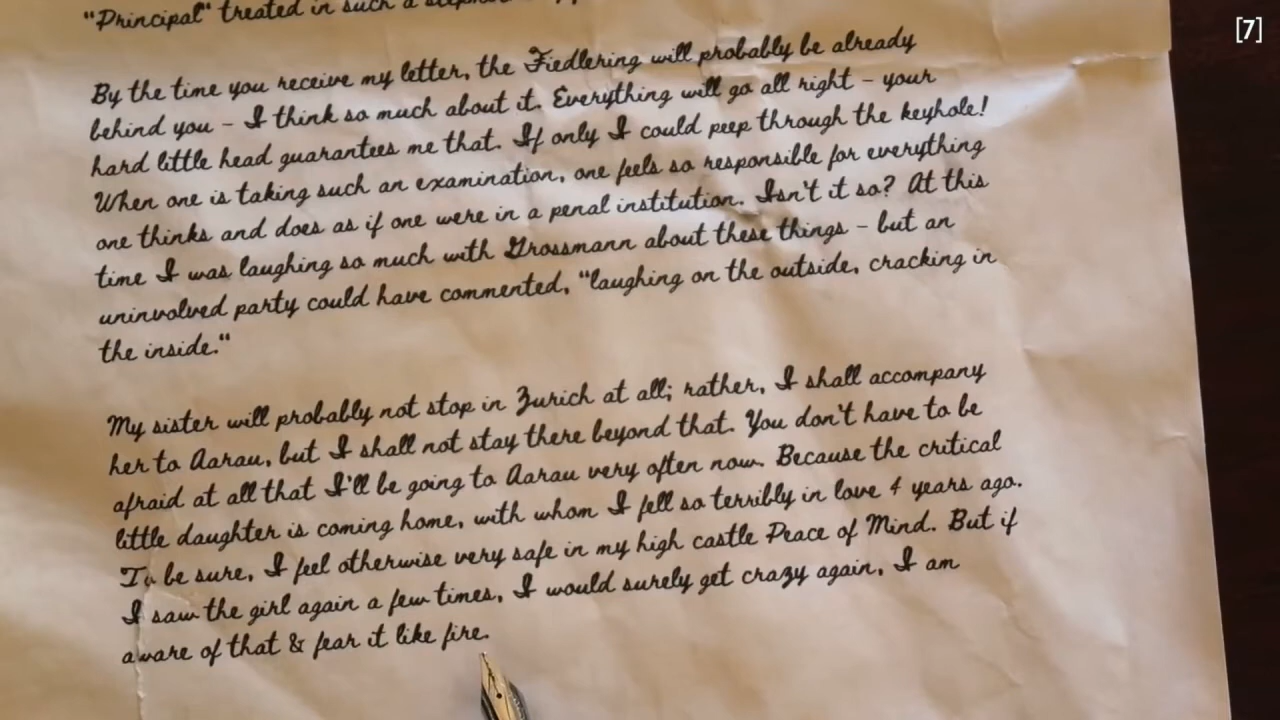 [7]
"Principal" treated in such a
By the time you receive my letter, the Fiedlering will probably be already
behind you – I think so much about it. Everything will go all right – your
hard little head guarantees me that. If only I could peep through the keyhole!
When one is taking such an examination, one feels so responsible for everything
one thinks and does as if one were in a penal institution. Isn't it so? At this
time I was laughing so much with Grossmann about these things – but an
uninvolved party could have commented, "laughing on the outside, cracking in
the inside."
My sister will probably not stop in Zurich at all; rather, I shall accompany
her to Aarau, but I shall not stay there beyond that. You don't have to be
afraid at all that I'll be going to Aarau very often now. Because the critical
little daughter is coming home, with whom I fell so terribly in love 4 years ago.
To be sure, I feel otherwise very safe in my high castle Peace of Mind. But if
I saw the girl again a few times, I would surely get crazy again, I am
aware of that & fear it like fire.